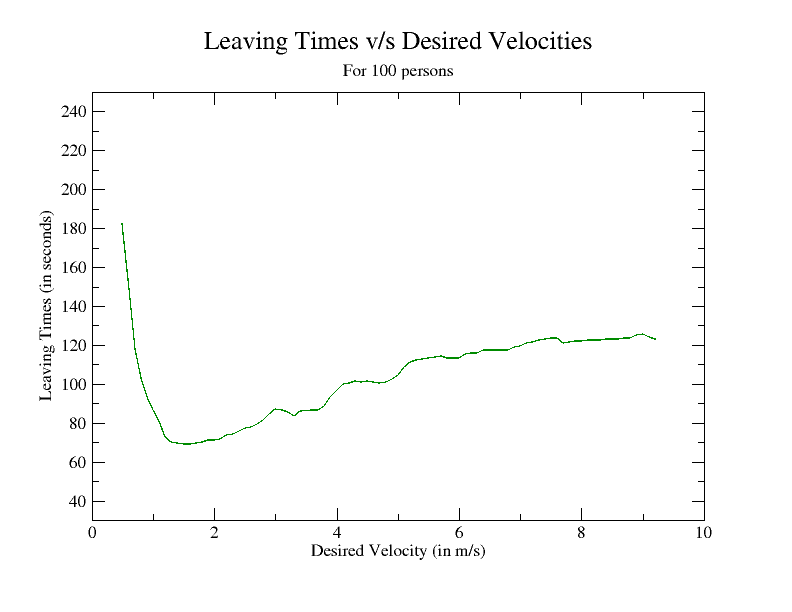 Leaving Times v/s Desired Velocities
For 100 persons
240
220
200
180
160
140
120
100
80
60
40
Leaving Times (in seconds)
0 2 4 6 8 10
Desired Velocity (in m/s)